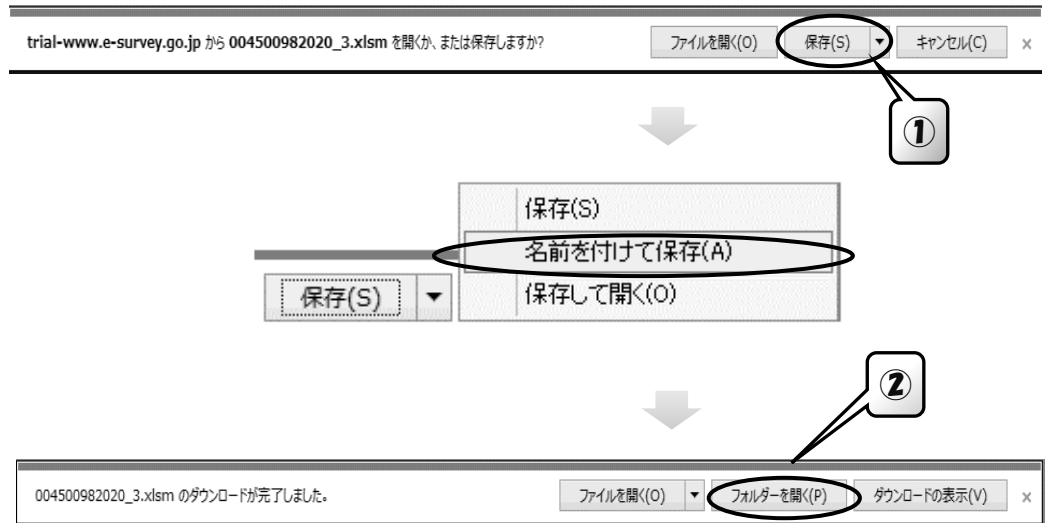 trial-www.e-survey.go.jp から 004500982020_3.xlsm を開くか、または保存しますか? ファイルを開く(O) 保存(S) ▼ キャンセル(C) ×
①
保存(S)
名前を付けて保存(A)
保存(S) ▼ 保存して開く(O)
②
004500982020_3.xlsm のダウンロードが完了しました。 ファイルを開く(O) ▼ フォルダーを開く(P) ダウンロードの表示(V) ×